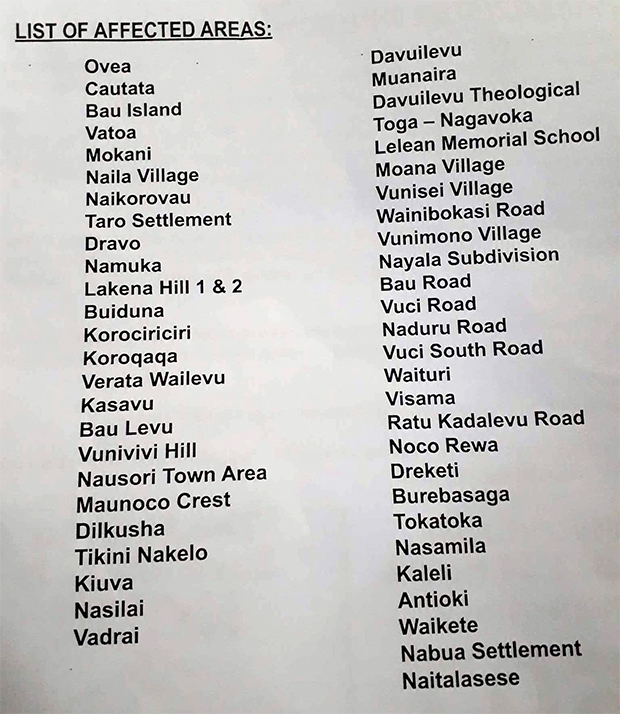 LIST OF AFFECTED AREAS:
Ovea
Cautata
Bau Island
Vatoa
Mokani
Naila Village
Naikorovau
Taro Settlement
Dravo
Namuka
Lakena Hill 1 & 2
Buiduna
Korociriciri
Koroqaqa
Verata Wailevu
Kasavu
Bau Levu
Vunivivi Hill
Nausori Town Area
Maunoco Crest
Dilkusha
Tikini Nakelo
Kiuva
Nasilai
Vadrai
Davuilevu
Muanaira
Davuilevu Theological
Toga – Nagavoka
Lelean Memorial School
Moana Village
Vunisei Village
Wainibokasi Road
Vunimono Village
Nayala Subdivision
Bau Road
Vuci Road
Naduru Road
Vuci South Road
Waituri
Visama
Ratu Kadalevu Road
Noco Rewa
Dreketi
Burebasaga
Tokatoka
Nasamila
Kaleli
Antioki
Waikete
Nabua Settlement
Naitalasese